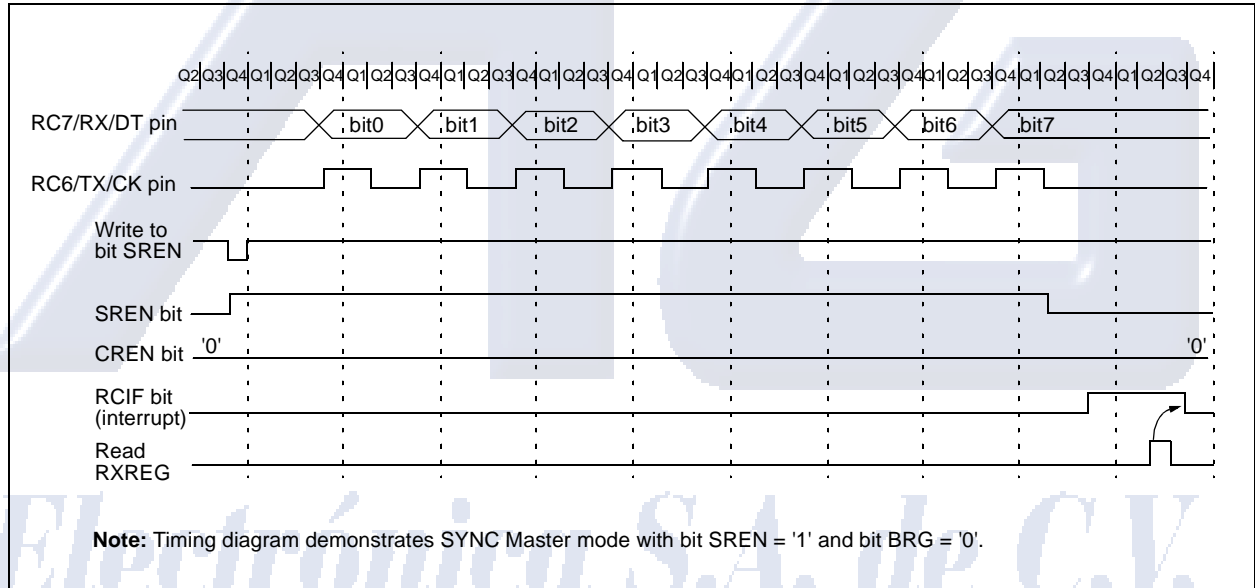 Q2 Q3 Q4 Q1 Q2 Q3 Q4 Q1 Q2 Q3 Q4 Q1 Q2 Q3 Q4 Q1 Q2 Q3 Q4 Q1 Q2 Q3 Q4 Q1 Q2 Q3 Q4 Q1 Q2 Q3 Q4 Q1 Q2 Q3 Q4 Q1 Q2 Q3 Q4 Q1 Q2 Q3 Q4
RC7/RX/DT pin bit0 bit1 bit2 bit3 bit4 bit5 bit6 bit7
RC6/TX/CK pin
Write to
bit SREN
SREN bit
CREN bit '0' '0'
RCIF bit
(interrupt)
Read
RXREG
Electrónica S.A. de C.V.
Note: Timing diagram demonstrates SYNC Master mode with bit SREN = '1' and bit BRG = '0'.